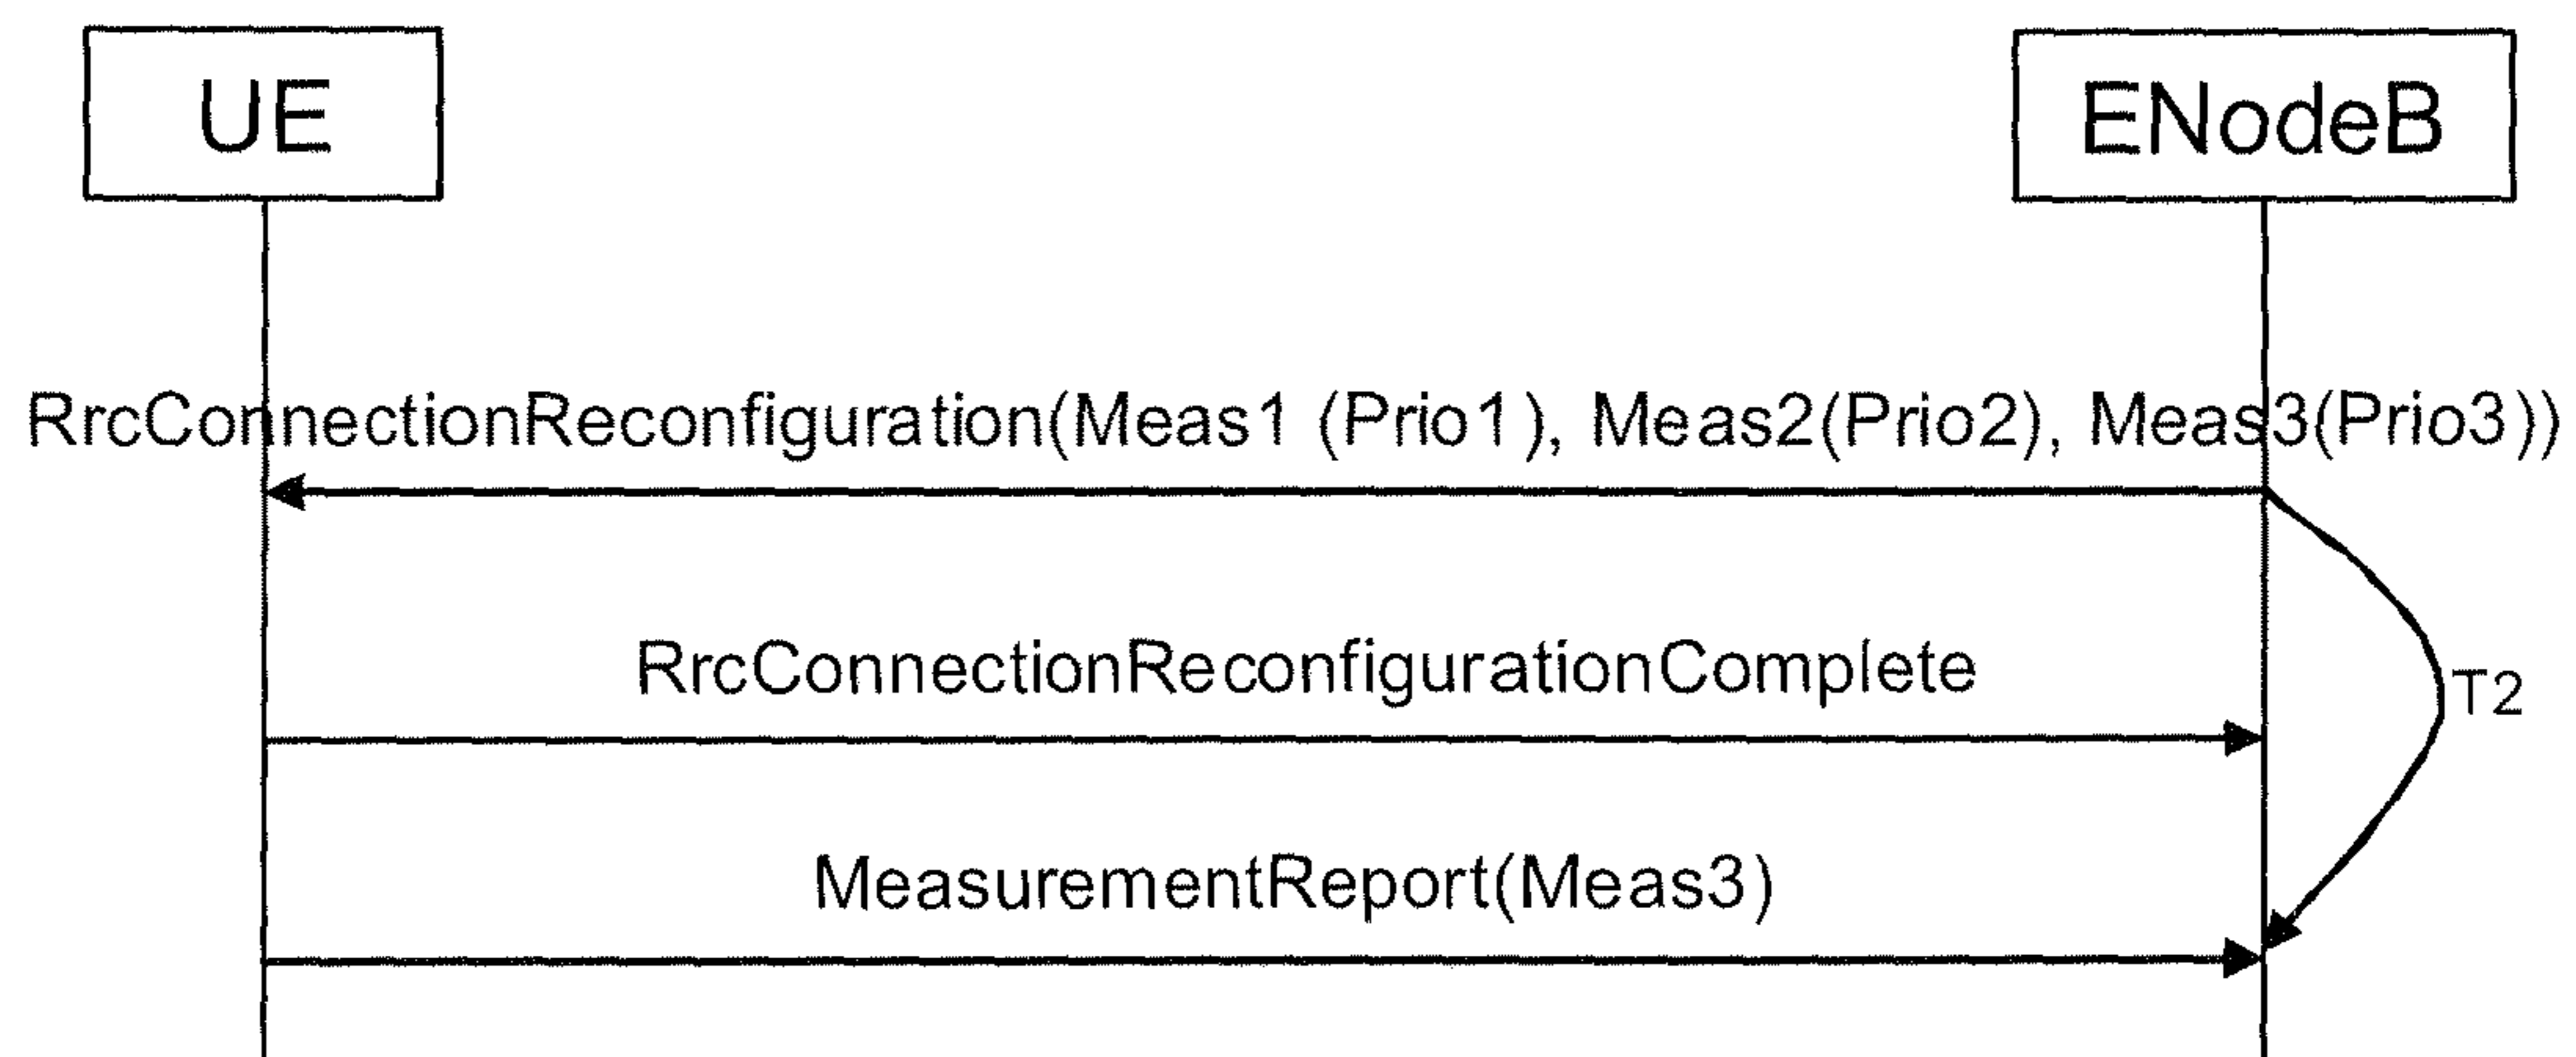 UE ENodeB
RrcConnectionReconfiguration(Meas1 (Prio1), Meas2(Prio2), Meas3(Prio3))
RrcConnectionReconfigurationComplete
T2
MeasurementReport(Meas3)